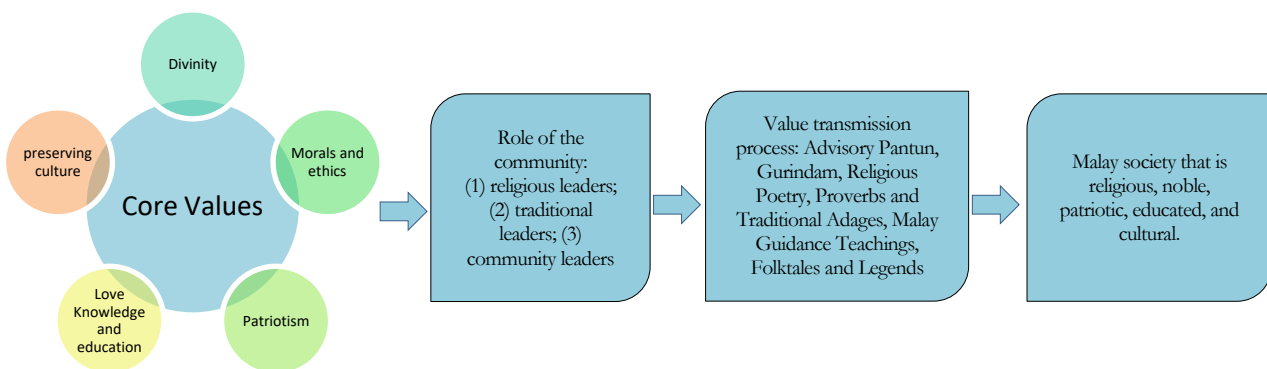 Divinity
preserving
culture
Morals and
ethics
Core Values
Love
Knowledge
and
education
Patriotism
Role of the
community:
(1) religious leaders;
(2) traditional
leaders; (3)
community leaders
Value transmission
process: Advisory Pantun,
Gurindam, Religious
Poetry, Proverbs and
Traditional Adages, Malay
Guidance Teachings,
Folktales and Legends
Malay society that is
religious, noble,
patriotic, educated, and
cultural.